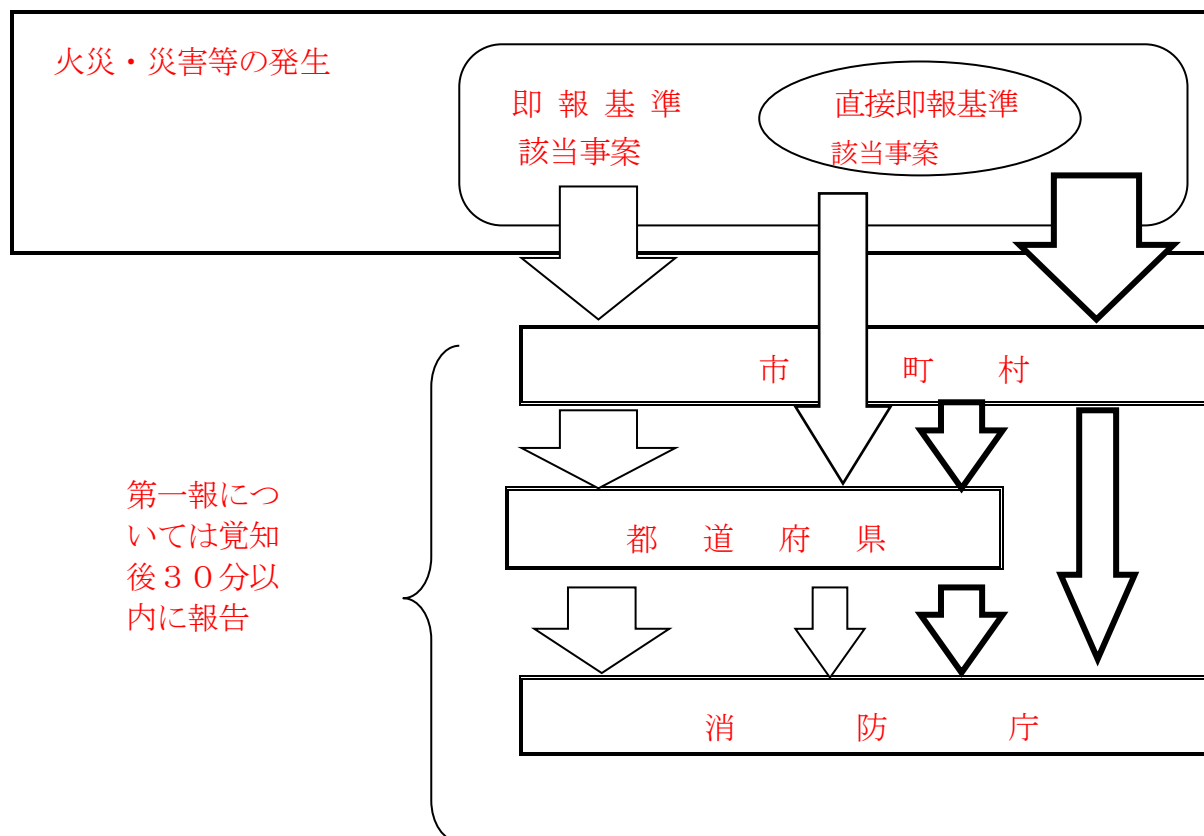 火災・災害等の発生
即報基準
該当事案
直接即報基準
該当事案
市町村
都道府県
第一報につ
いては覚知
後３０分以
内に報告
消防庁